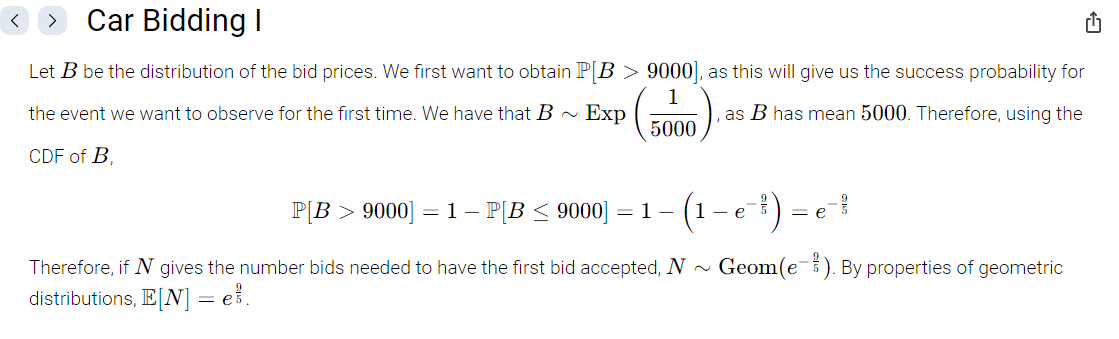 Car Bidding I
Let B be the distribution of the bid prices. We first want to obtain ℙ[B > 9000], as this will give us the success probability for
the event we want to observe for the first time. We have that B ~ Exp(1/5000), as B has mean 5000. Therefore, using the
CDF of B,
ℙ[B > 9000] = 1 − ℙ[B ≤ 9000] = 1 − (1 − e^{−9/5}) = e^{−9/5}
Therefore, if N gives the number bids needed to have the first bid accepted, N ~ Geom(e^{−9/5}). By properties of geometric
distributions, 𝔼[N] = e^{9/5}.